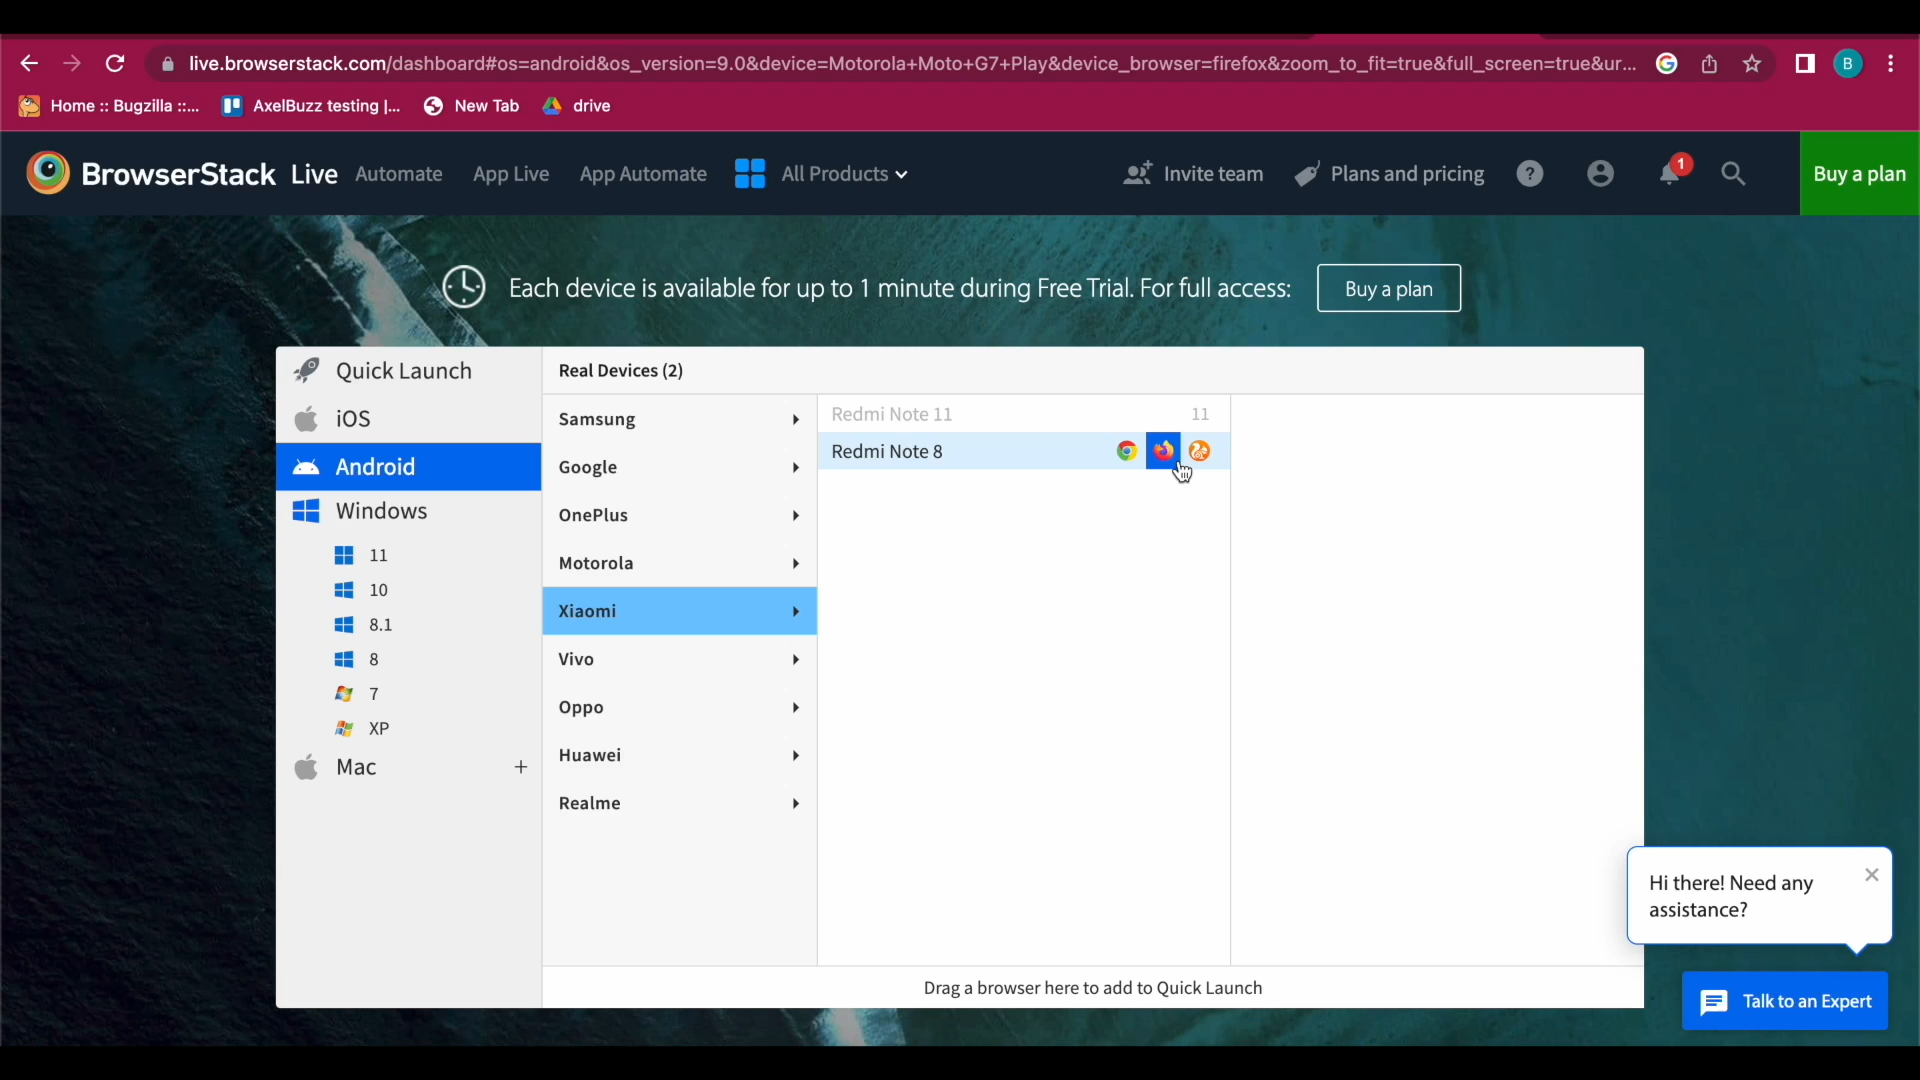 live.browserstack.com/dashboard#os=android&os_version=9.0&device=Motorola+Moto+G7+Play&device_browser=firefox&zoom_to_fit=true&full_screen=true&ur...
B
Home :: Bugzilla ::...
AxelBuzz testing |...
New Tab
drive
BrowserStack Live
Automate
App Live
App Automate
All Products
Invite team
Plans and pricing
?
1
Buy a plan
Each device is available for up to 1 minute during Free Trial. For full access:
Buy a plan
Quick Launch
iOS
Android
Windows
11
10
8.1
8
7
XP
Mac +
Real Devices (2)
Samsung
Google
OnePlus
Motorola
Xiaomi
Vivo
Oppo
Huawei
Realme
Redmi Note 11 11
Redmi Note 8
Drag a browser here to add to Quick Launch
Hi there! Need any
assistance?
Talk to an Expert